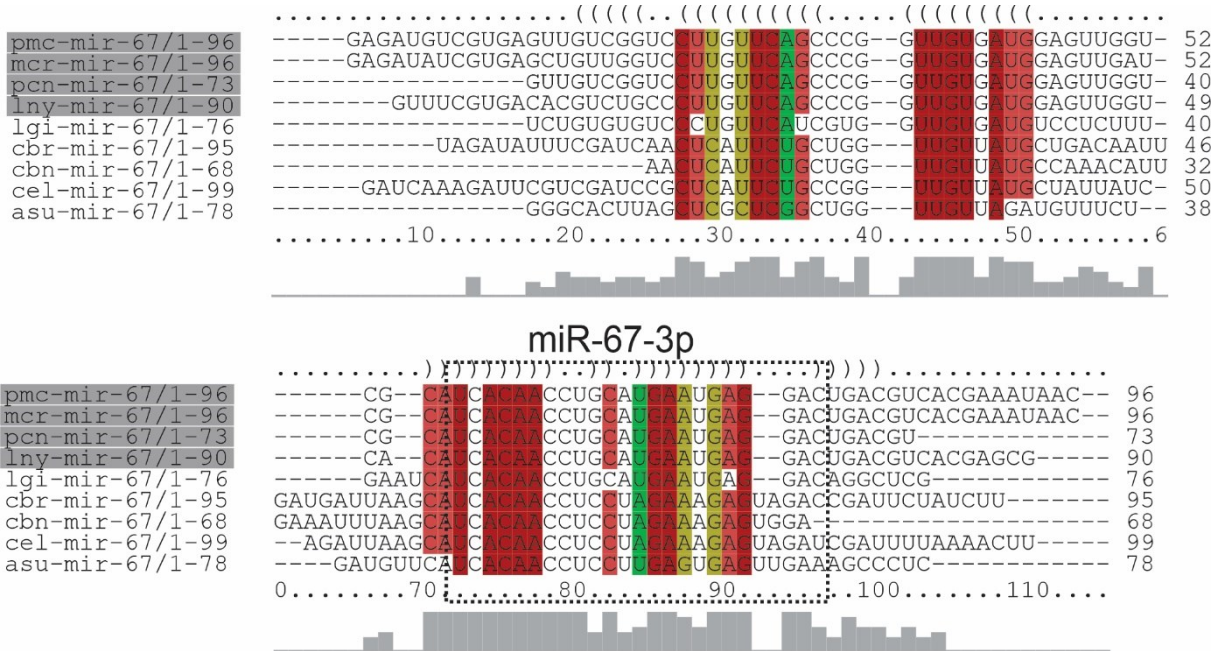 ....................(((((..((((((((((.....(((((((((.........
pmc-mir-67/1-96 -----GAGAUGUCGUGAGUUGUCGGUCCUUGUUCAGCCCG--GUUGUGAUGGAGUUGGU- 52
mcr-mir-67/1-96 -----GAGAUAUCGUGAGCUGUUGGUCCUUGUUCAGCCCG--GUUGUGAUGGAGUUGAU- 52
pcn-mir-67/1-73 -----------------GUUGUCGGUCCUUGUUCAGCCCG--GUUGUGAUGGAGUUGGU- 40
lny-mir-67/1-90 --------GUUUCGUGACACGUCUGCCCUUGUUCAGCCCG--GUUGUGAUGGAGUUGGU- 49
lgi-mir-67/1-76 -----------------UCUGUGUGUCCCUGUUCAUCGUG--GUUGUGAUGUCCUCUUU- 40
cbr-mir-67/1-95 -----------UAGAUAUUUCGAUCAACUCAUUCUGCUGG---UUGUUAUGCUGACAAUU 46
cbn-mir-67/1-68 -------------------------AACUCAUUCUGCUGG---UUGUUAUGCCAAACAUU 32
cel-mir-67/1-99 ------GAUCAAAGAUUCGUCGAUCCGCUCAUUCUGCCGG---UUGUUAUGCUAUUAUC- 50
asu-mir-67/1-78 -----------------GGGCACUUAGCUCGCUCGGCUGG---UUGUUAGAUGUUUCU-- 38
.........10........20........30........40........50........6
miR-67-3p
..........)))))))))..)).)))))))).....)))))...............
pmc-mir-67/1-96 ------CG--CAUCACAACCUGCAUGAAUGAG--GACUGACGUCACGAAAUAAC-- 96
mcr-mir-67/1-96 ------CG--CAUCACAACCUGCAUGAAUGAG--GACUGACGUCACGAAAUAAC-- 96
pcn-mir-67/1-73 ------CG--CAUCACAACCUGCAUGAAUGAG--GACUGACGU------------- 73
lny-mir-67/1-90 ------CA--CAUCACAACCUGCAUGAAUGAG--GACUGACGUCACGAGCG----- 90
lgi-mir-67/1-76 ------GAAUCAUCACAACCUGCAUGAAUGAG--GACAGGCUCG------------ 76
cbr-mir-67/1-95 GAUGAUUAAGCAUCACAACCUCCUAGAAAGAGUAGACCGAUUCUAUCUU------- 95
cbn-mir-67/1-68 GAAAUUUAAGCAUCACAACCUCCUAGAAAGAGUGGA-------------------- 68
cel-mir-67/1-99 --AGAUUAAGCAUCACAACCUCCUAGAAAGAGUAGAUCGAUUUUAAAACUU----- 99
asu-mir-67/1-78 ----GAUGUUCAUCACAACCUCCUUGAGUGAGUUGAAAGCCCUC------------ 78
0........70........80........90........100.......110....